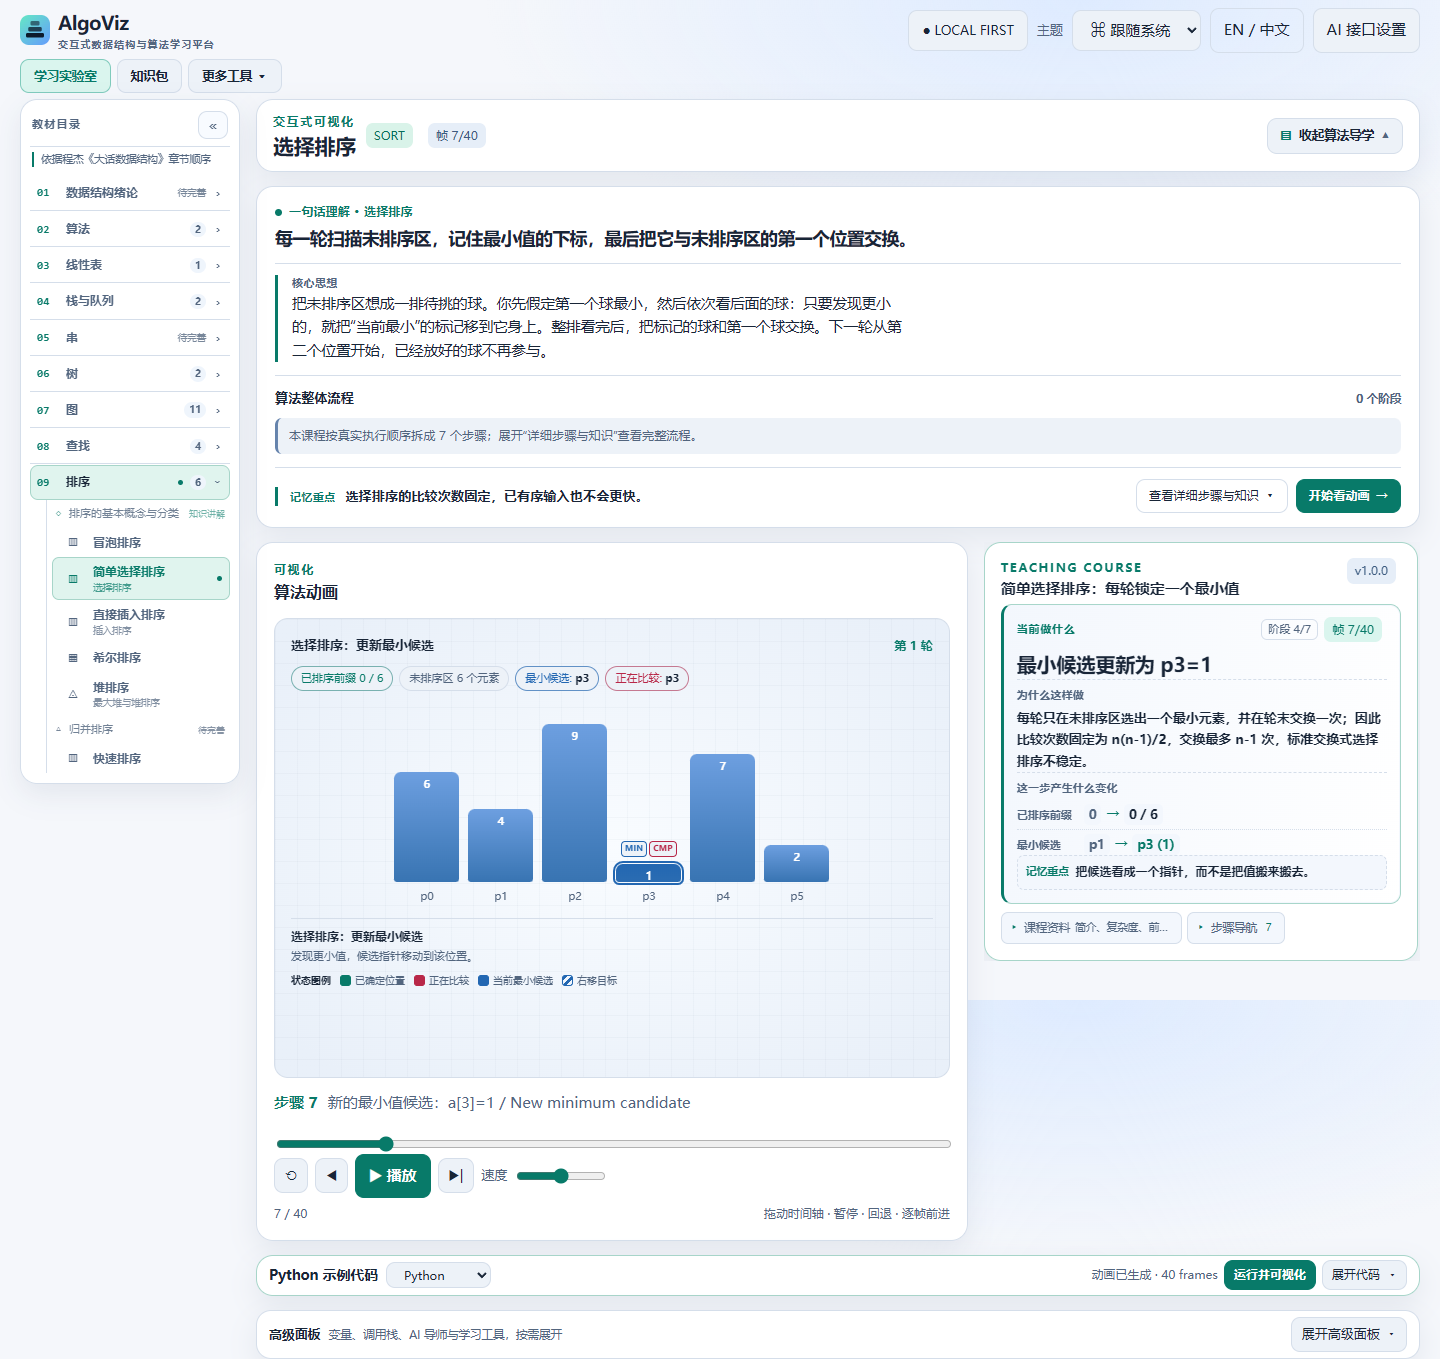 AlgoViz
交互式数据结构与算法学习平台
● LOCAL FIRST
主题
⌘ 跟随系统
EN / 中文
AI 接口设置
学习实验室
知识包
更多工具
教材目录
«
依据程杰《大话数据结构》章节顺序
01 数据结构绪论 待完善 ›
02 算法 2 ›
03 线性表 1 ›
04 栈与队列 2 ›
05 串 待完善 ›
06 树 2 ›
07 图 11 ›
08 查找 4 ›
09 排序 6
排序的基本概念与分类 知识讲解
冒泡排序
简单选择排序
选择排序
直接插入排序
插入排序
希尔排序
堆排序
最大堆与堆排序
归并排序 待完善
快速排序
交互式可视化
选择排序
SORT
帧 7/40
收起算法导学
一句话理解 • 选择排序
每一轮扫描未排序区，记住最小值的下标，最后把它与未排序区的第一个位置交换。
核心思想
把未排序区想成一排待挑的球。你先假定第一个球最小，然后依次看后面的球：只要发现更小
的，就把“当前最小”的标记移到它身上。整排看完后，把标记的球和第一个球交换。下一轮从第
二个位置开始，已经放好的球不再参与。
算法整体流程
0 个阶段
本课程按真实执行顺序拆成 7 个步骤；展开“详细步骤与知识”查看完整流程。
记忆重点 选择排序的比较次数固定，已有序输入也不会更快。
查看详细步骤与知识
开始看动画 →
可视化
算法动画
选择排序：更新最小候选
第 1 轮
已排序前缀 0 / 6
未排序区 6 个元素
最小候选: p3
正在比较: p3
6 4 9 MIN CMP 1 7 2
p0 p1 p2 p3 p4 p5
选择排序：更新最小候选
发现更小值，候选指针移动到该位置。
状态图例 已确定位置 正在比较 当前最小候选 右移目标
步骤 7 新的最小值候选：a[3]=1 / New minimum candidate
▶ 播放
速度
7 / 40
拖动时间轴 · 暂停 · 回退 · 逐帧前进
TEACHING COURSE
简单选择排序：每轮锁定一个最小值
v1.0.0
当前做什么
阶段 4/7
帧 7/40
最小候选更新为 p3=1
为什么这样做
每轮只在未排序区选出一个最小元素，并在轮末交换一次；因此
比较次数固定为 n(n-1)/2，交换最多 n-1 次，标准交换式选择
排序不稳定。
这一步产生什么变化
已排序前缀 0 → 0 / 6
最小候选 p1 → p3 (1)
记忆重点 把候选看成一个指针，而不是把值搬来搬去。
课程资料 简介、复杂度、前...
步骤导航 7
Python 示例代码
Python
动画已生成 · 40 frames
运行并可视化
展开代码
高级面板 变量、调用栈、AI 导师与学习工具，按需展开
展开高级面板